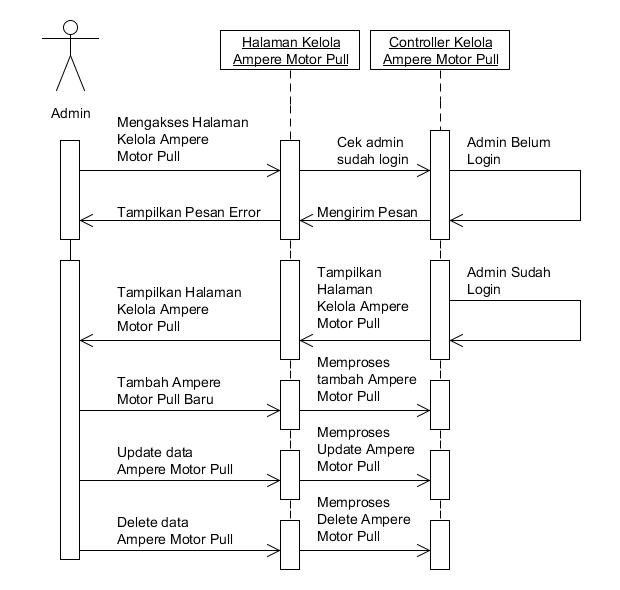 Halaman Kelola
Ampere Motor Pull
Controller Kelola
Ampere Motor Pull
Admin
Mengakses Halaman
Kelola Ampere
Motor Pull
Cek admin
sudah login
Admin Belum
Login
Tampilkan Pesan Error
Mengirim Pesan
Tampilkan Halaman
Kelola Ampere
Motor Pull
Tampilkan
Halaman
Kelola Ampere
Motor Pull
Admin Sudah
Login
Tambah Ampere
Motor Pull Baru
Memproses
tambah Ampere
Motor Pull
Update data
Ampere Motor Pull
Memproses
Update Ampere
Motor Pull
Delete data
Ampere Motor Pull
Memproses
Delete Ampere
Motor Pull